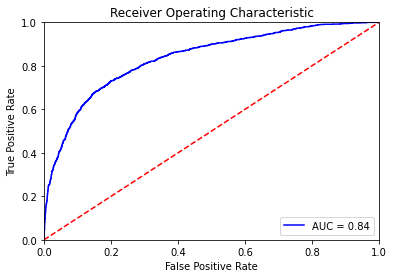 Receiver Operating Characteristic
1.0
0.8
0.6
0.4
0.2
0.0
True Positive Rate
AUC = 0.84
0.0 0.2 0.4 0.6 0.8 1.0
False Positive Rate